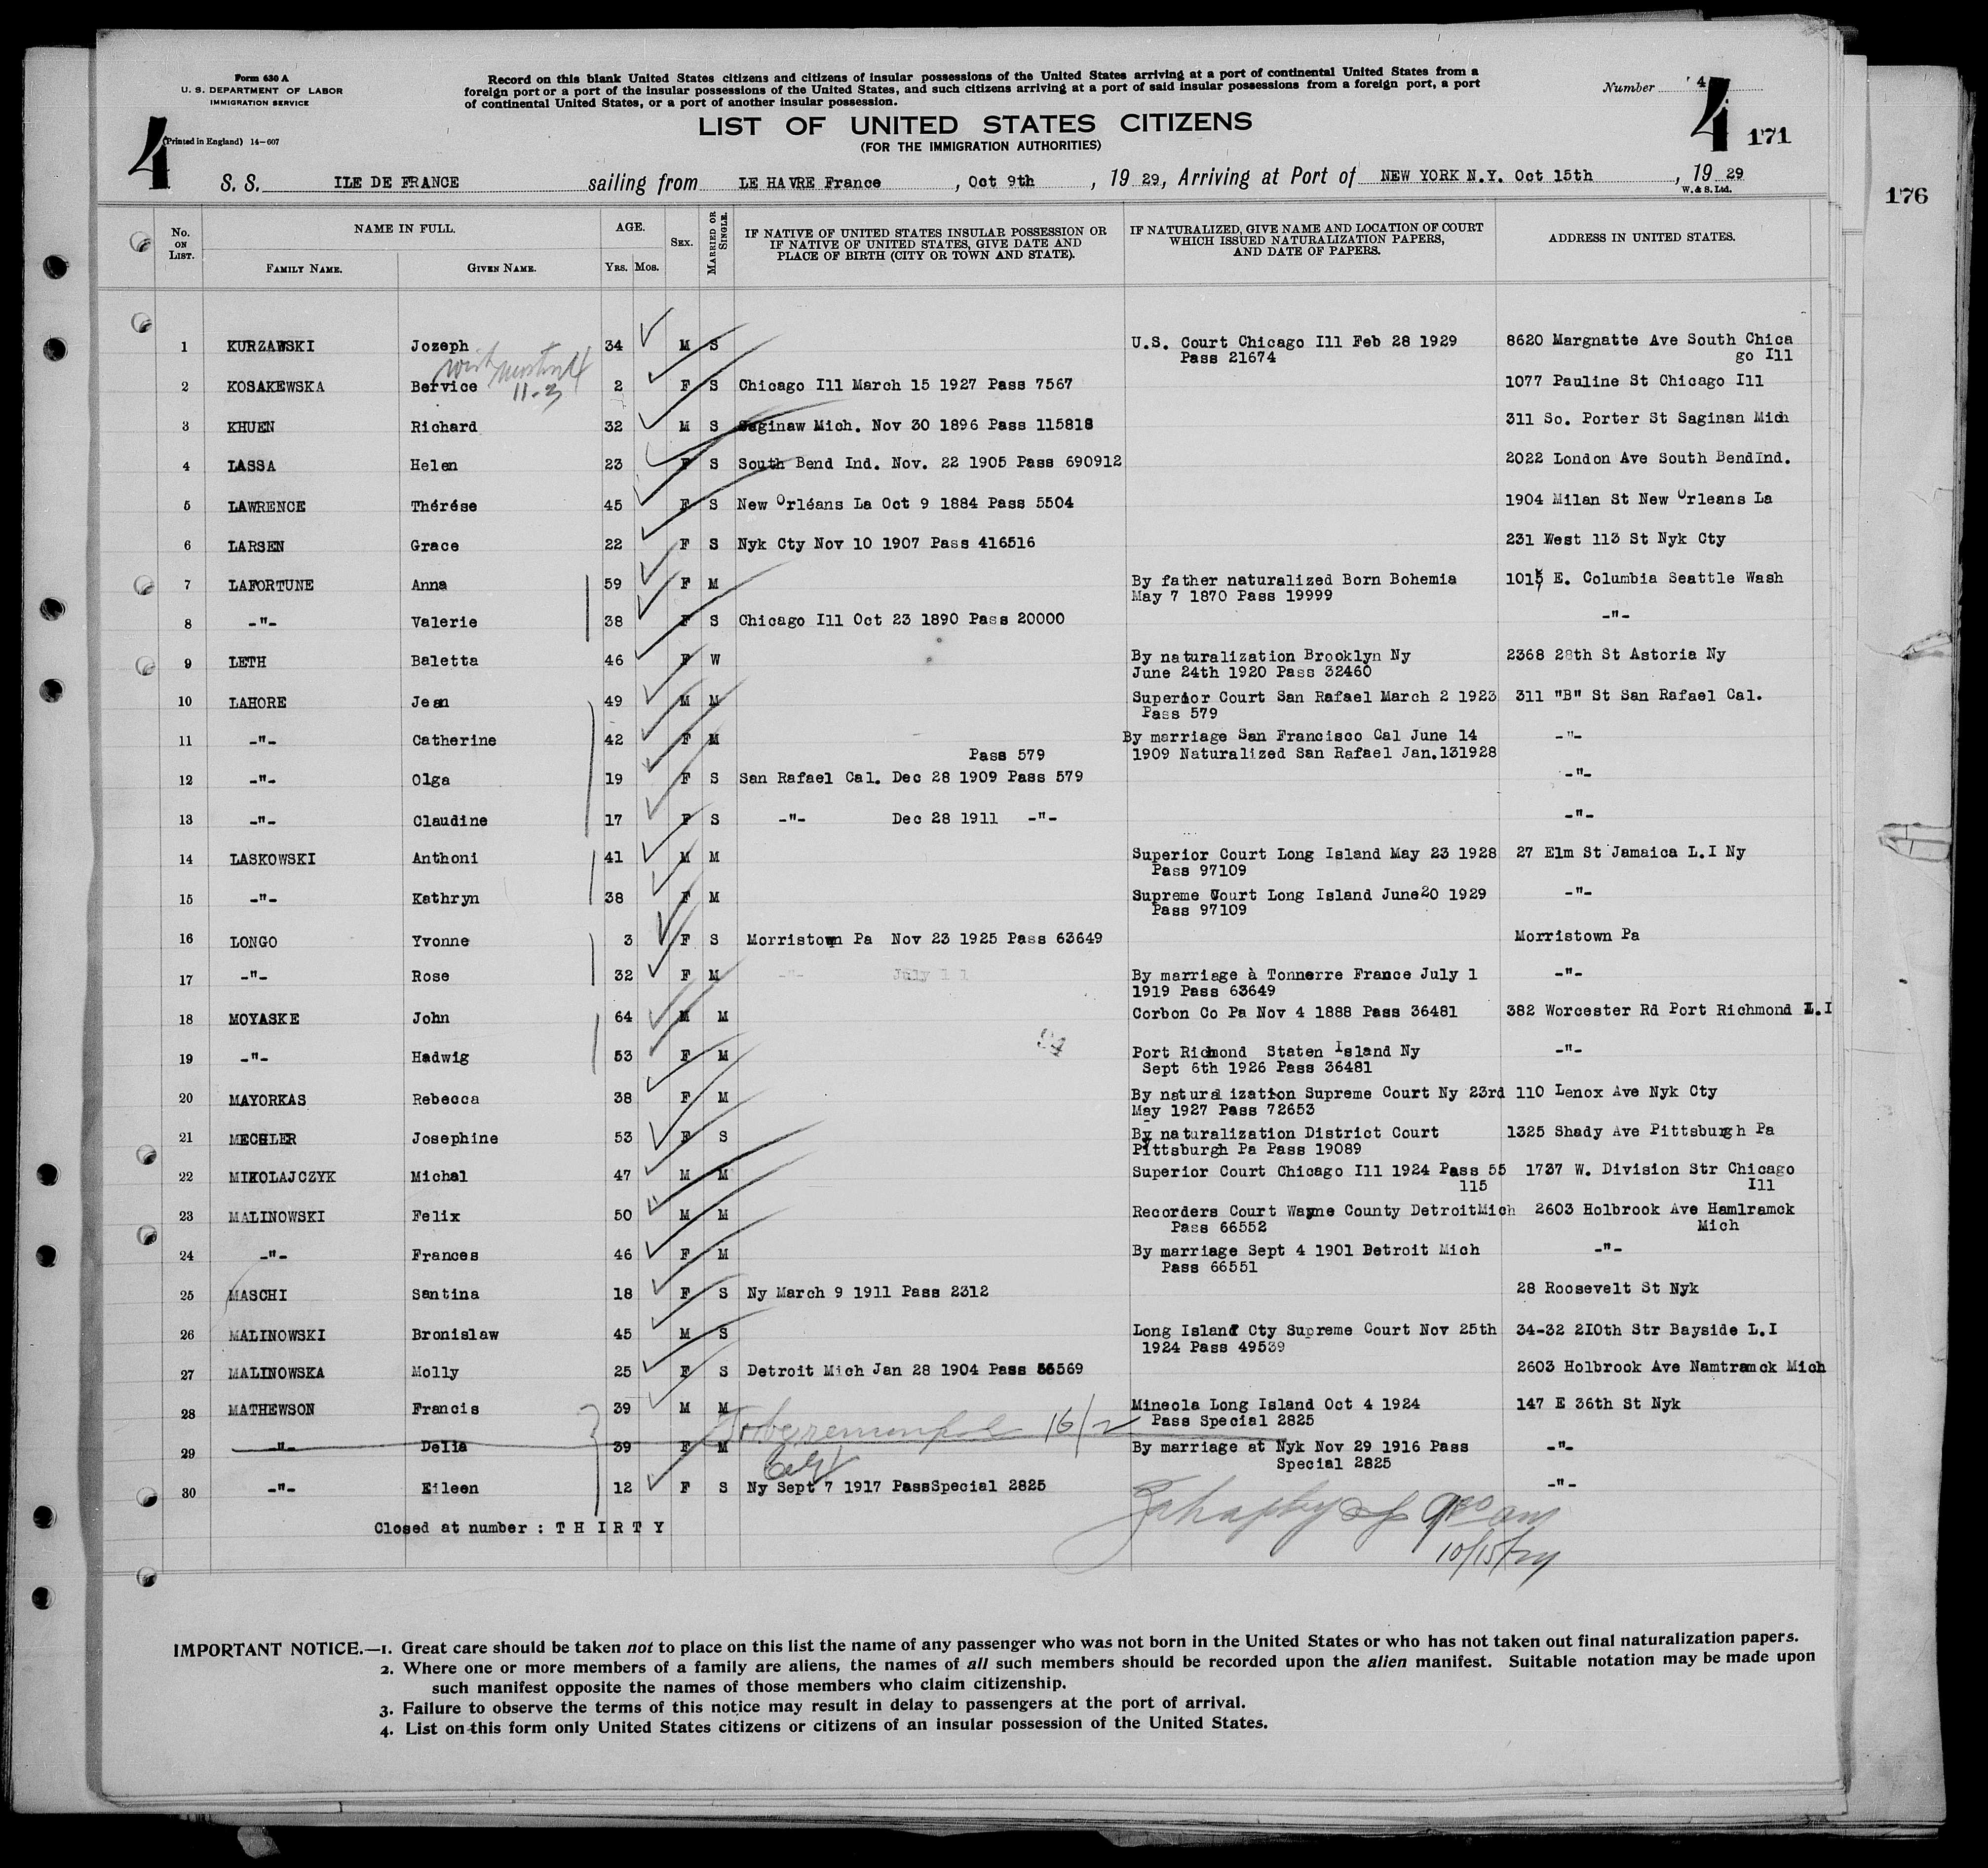 Form 630 A
U. S. DEPARTMENT OF LABOR
IMMIGRATION SERVICE
(Printed in England) 14-607
4
Record on this blank United States citizens and citizens of insular possessions of the United States arriving at a port of continental United States from a
foreign port or a port of the insular possessions of the United States, and such citizens arriving at a port of said insular possessions from a foreign port, a port
of continental United States, or a port of another insular possession.
Number 4
4 171
176
LIST OF UNITED STATES CITIZENS
(FOR THE IMMIGRATION AUTHORITIES)
S. S. ILE DE FRANCE sailing from LE HAVRE France, Oct 9th, 19 29, Arriving at Port of NEW YORK N.Y. Oct 15th, 19 29
W. & S. Ltd.
No. ON LIST. NAME IN FULL. AGE. SEX. MARRIED OR SINGLE. IF NATIVE OF UNITED STATES INSULAR POSSESSION OR IF NATIVE OF UNITED STATES, GIVE DATE AND PLACE OF BIRTH (CITY OR TOWN AND STATE). IF NATURALIZED, GIVE NAME AND LOCATION OF COURT WHICH ISSUED NATURALIZATION PAPERS, AND DATE OF PAPERS. ADDRESS IN UNITED STATES.
FAMILY NAME. GIVEN NAME. YRS. MOS.
1 KURZAWSKI Jozeph 34 M S U.S. Court Chicago Ill Feb 28 1929 8620 Margnatte Ave South Chica
Pass 21674 go Ill
with
11-3
2 KOSAKEWSKA Bervice 2 F S Chicago Ill March 15 1927 Pass 7567 1077 Pauline St Chicago Ill
3 KHUEN Richard 32 M S Saginaw Mich. Nov 30 1896 Pass 115818 311 So. Porter St Saginan Mich
4 LASSA Helen 23 F S South Bend Ind. Nov. 22 1905 Pass 690912 2022 London Ave South BendInd.
5 LAWRENCE Thérése 45 F S New Orléans La Oct 9 1884 Pass 5504 1904 Milan St New Orleans La
6 LARSEN Grace 22 F S Nyk Cty Nov 10 1907 Pass 416516 231 West 113 St Nyk Cty
7 LAFORTUNE Anna 59 F M By father naturalized Born Bohemia 1015 E. Columbia Seattle Wash
May 7 1870 Pass 19999
8 -"- Valerie 38 F S Chicago Ill Oct 23 1890 Pass 20000 -"-
9 LETH Baletta 46 F W By naturalization Brooklyn Ny 2368 28th St Astoria Ny
June 24th 1920 Pass 32460
10 LAHORE Jean 49 M M Superior Court San Rafael March 2 1923 311 "B" St San Rafael Cal.
Pass 579
11 -"- Catherine 42 F M By marriage San Francisco Cal June 14 -"-
Pass 579 1909 Naturalized San Rafael Jan.131928
12 -"- Olga 19 F S San Rafael Cal. Dec 28 1909 Pass 579 -"-
13 -"- Claudine 17 F S -"- Dec 28 1911 -"- -"-
14 LASKOWSKI Anthoni 41 M M Superior Court Long Island May 23 1928 27 Elm St Jamaica L.I Ny
Pass 97109
15 -"- Kathryn 38 F M Supreme Court Long Island June20 1929 -"-
Pass 97109
16 LONGO Yvonne 3 F S Morristown Pa Nov 23 1925 Pass 63649 Morristown Pa
17 -"- Rose 32 F M -"- July 1 1 By marriage à Tonnerre France July 1 -"-
1919 Pass 63649
18 MOYASKE John 64 M M Corbon Co Pa Nov 4 1888 Pass 36481 382 Worcester Rd Port Richmond L.I
94
19 -"- Hadwig 53 F M Port Richmond Staten Island Ny -"-
Sept 6th 1926 Pass 36481
20 MAYORKAS Rebecca 38 F M By natural ization Supreme Court Ny 23rd 110 Lenox Ave Nyk Cty
May 1927 Pass 72653
21 MECHLER Josephine 53 F S By naturalization District Court 1325 Shady Ave Pittsburgh Pa
Pittsburgh Pa Pass 19089
22 MIKOLAJCZYK Michal 47 M M Superior Court Chicago Ill 1924 Pass 55 1737 W. Division Str Chicago
115 Ill
23 MALINOWSKI Felix 50 M M Recorders Court Wayne County DetroitMich 2603 Holbrook Ave Hamlramck
Pass 66552 Mich
24 -"- Frances 46 F M By marriage Sept 4 1901 Detroit Mich -"-
Pass 66551
25 MASCHI Santina 18 F S Ny March 9 1911 Pass 2312 28 Roosevelt St Nyk
26 MALINOWSKI Bronislaw 45 M S Long Island Cty Supreme Court Nov 25th 34-32 210th Str Bayside L.I
1924 Pass 49539
27 MALINOWSKA Molly 25 F S Detroit Mich Jan 28 1904 Pass 56569 2603 Holbrook Ave Namtramck Mich
28 MATHEWSON Francis 39 M M Mineola Long Island Oct 4 1924 147 E 36th St Nyk
Pass Special 2825
16/2
29 -"- Delia 39 F M By marriage at Nyk Nov 29 1916 Pass -"-
Special 2825
30 -"- Eileen 12 F S Ny Sept 7 1917 PassSpecial 2825 -"-
Closed at number : T H I R T Y
10/15/29
IMPORTANT NOTICE.—1. Great care should be taken not to place on this list the name of any passenger who was not born in the United States or who has not taken out final naturalization papers.
2. Where one or more members of a family are aliens, the names of all such members should be recorded upon the alien manifest. Suitable notation may be made upon
such manifest opposite the names of those members who claim citizenship.
3. Failure to observe the terms of this notice may result in delay to passengers at the port of arrival.
4. List on this form only United States citizens or citizens of an insular possession of the United States.